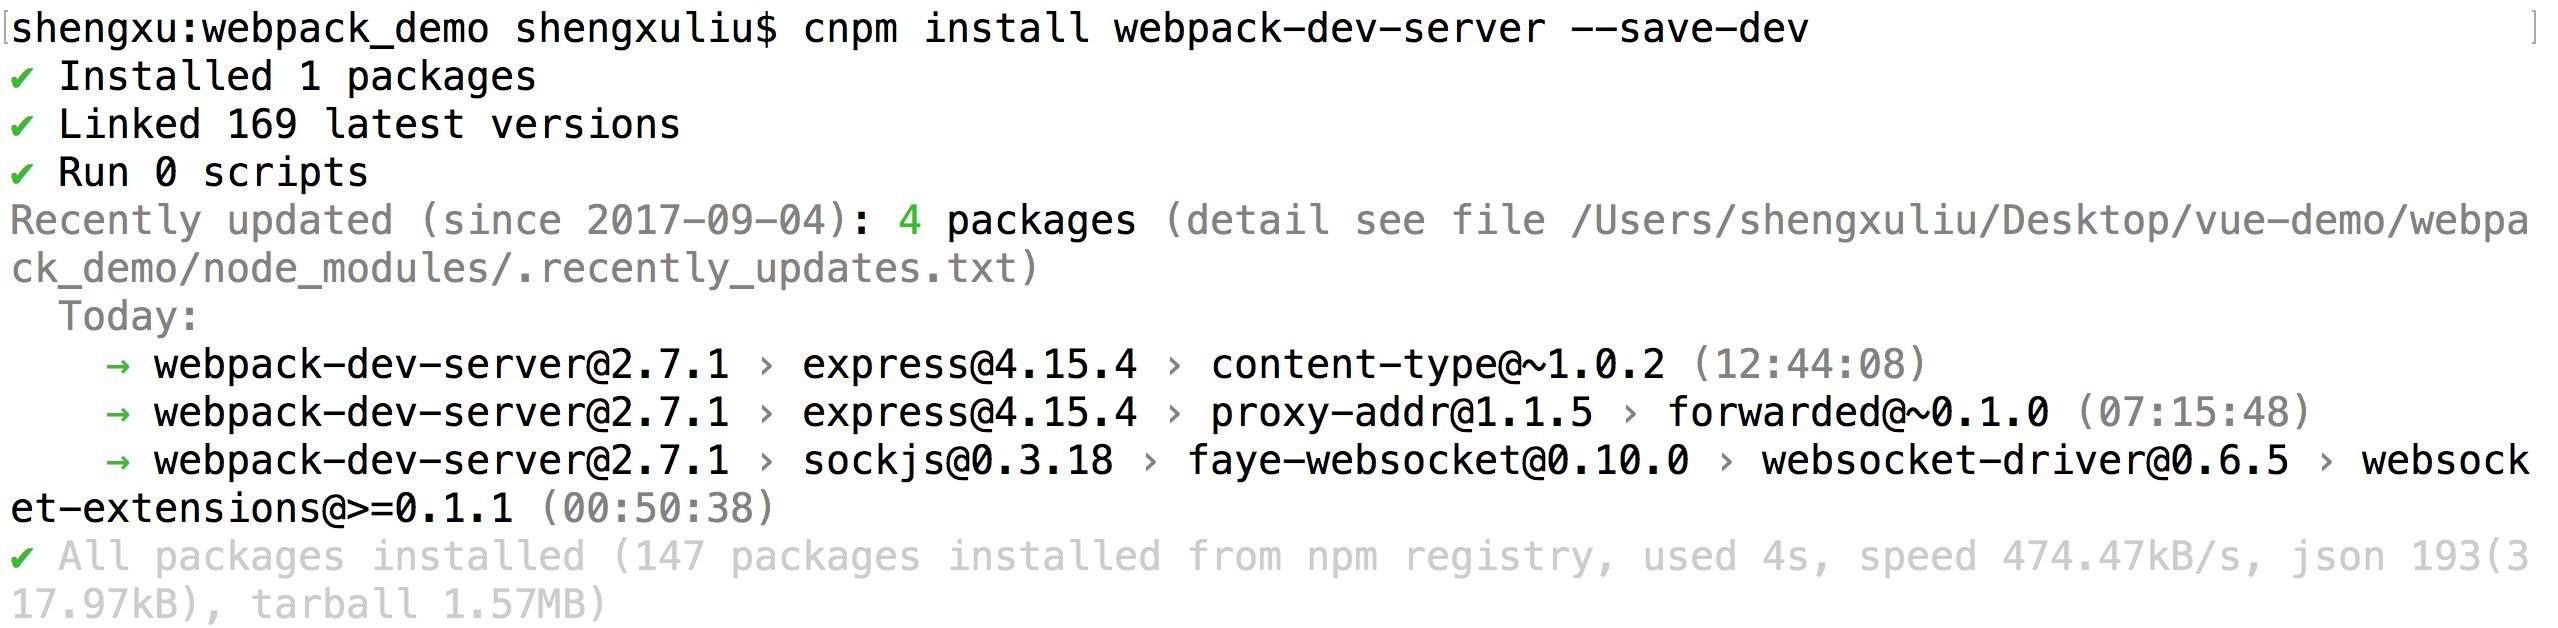 [shengxu:webpack_demo shengxuliu$ cnpm install webpack-dev-server --save-dev ]
✔ Installed 1 packages
✔ Linked 169 latest versions
✔ Run 0 scripts
Recently updated (since 2017-09-04): 4 packages (detail see file /Users/shengxuliu/Desktop/vue-demo/webpa
ck_demo/node_modules/.recently_updates.txt)
  Today:
    → webpack-dev-server@2.7.1 › express@4.15.4 › content-type@~1.0.2 (12:44:08)
    → webpack-dev-server@2.7.1 › express@4.15.4 › proxy-addr@1.1.5 › forwarded@~0.1.0 (07:15:48)
    → webpack-dev-server@2.7.1 › sockjs@0.3.18 › faye-websocket@0.10.0 › websocket-driver@0.6.5 › websock
et-extensions@>=0.1.1 (00:50:38)
✔ All packages installed (147 packages installed from npm registry, used 4s, speed 474.47kB/s, json 193(3
17.97kB), tarball 1.57MB)